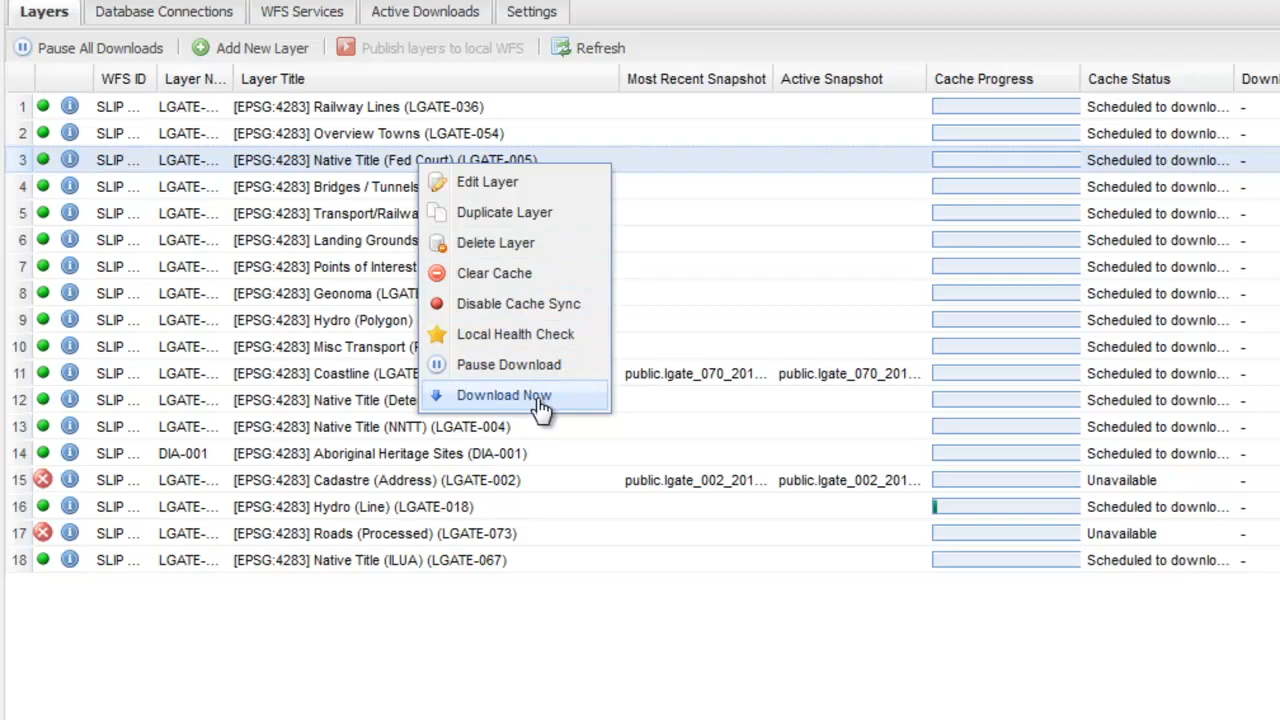 Layers Database Connections WFS Services Active Downloads Settings
Pause All Downloads Add New Layer Publish layers to local WFS Refresh
WFS ID Layer N... Layer Title Most Recent Snapshot Active Snapshot Cache Progress Cache Status
1 SLIP ... LGATE-... [EPSG:4283] Railway Lines (LGATE-036) Scheduled to downlo... -
2 SLIP ... LGATE-... [EPSG:4283] Overview Towns (LGATE-054) Scheduled to downlo... -
3 SLIP ... LGATE-... [EPSG:4283] Native Title (Fed Court) (LGATE-005) Scheduled to downlo... -
4 SLIP ... LGATE-... [EPSG:4283] Bridges / Tunnels Scheduled to downlo... -
5 SLIP ... LGATE-... [EPSG:4283] Transport/Railwa Scheduled to downlo... -
6 SLIP ... LGATE-... [EPSG:4283] Landing Grounds Scheduled to downlo... -
7 SLIP ... LGATE-... [EPSG:4283] Points of Interest Scheduled to downlo... -
8 SLIP ... LGATE-... [EPSG:4283] Geonoma (LGAT Scheduled to downlo... -
9 SLIP ... LGATE-... [EPSG:4283] Hydro (Polygon) Scheduled to downlo... -
10 SLIP ... LGATE-... [EPSG:4283] Misc Transport Scheduled to downlo... -
11 SLIP ... LGATE-... [EPSG:4283] Coastline (LGATE public.lgate_070_201... public.lgate_070_201... Scheduled to downlo... -
12 SLIP ... LGATE-... [EPSG:4283] Native Title (Dete Scheduled to downlo... -
13 SLIP ... LGATE-... [EPSG:4283] Native Title (NNTT) (LGATE-004) Scheduled to downlo... -
14 SLIP ... DIA-001 [EPSG:4283] Aboriginal Heritage Sites (DIA-001) Scheduled to downlo... -
15 SLIP ... LGATE-... [EPSG:4283] Cadastre (Address) (LGATE-002) public.lgate_002_201... public.lgate_002_201... Unavailable -
16 SLIP ... LGATE-... [EPSG:4283] Hydro (Line) (LGATE-018) Scheduled to downlo... -
17 SLIP ... LGATE-... [EPSG:4283] Roads (Processed) (LGATE-073) Unavailable -
18 SLIP ... LGATE-... [EPSG:4283] Native Title (ILUA) (LGATE-067) Scheduled to downlo... -
Edit Layer
Duplicate Layer
Delete Layer
Clear Cache
Disable Cache Sync
Local Health Check
Pause Download
Download Now